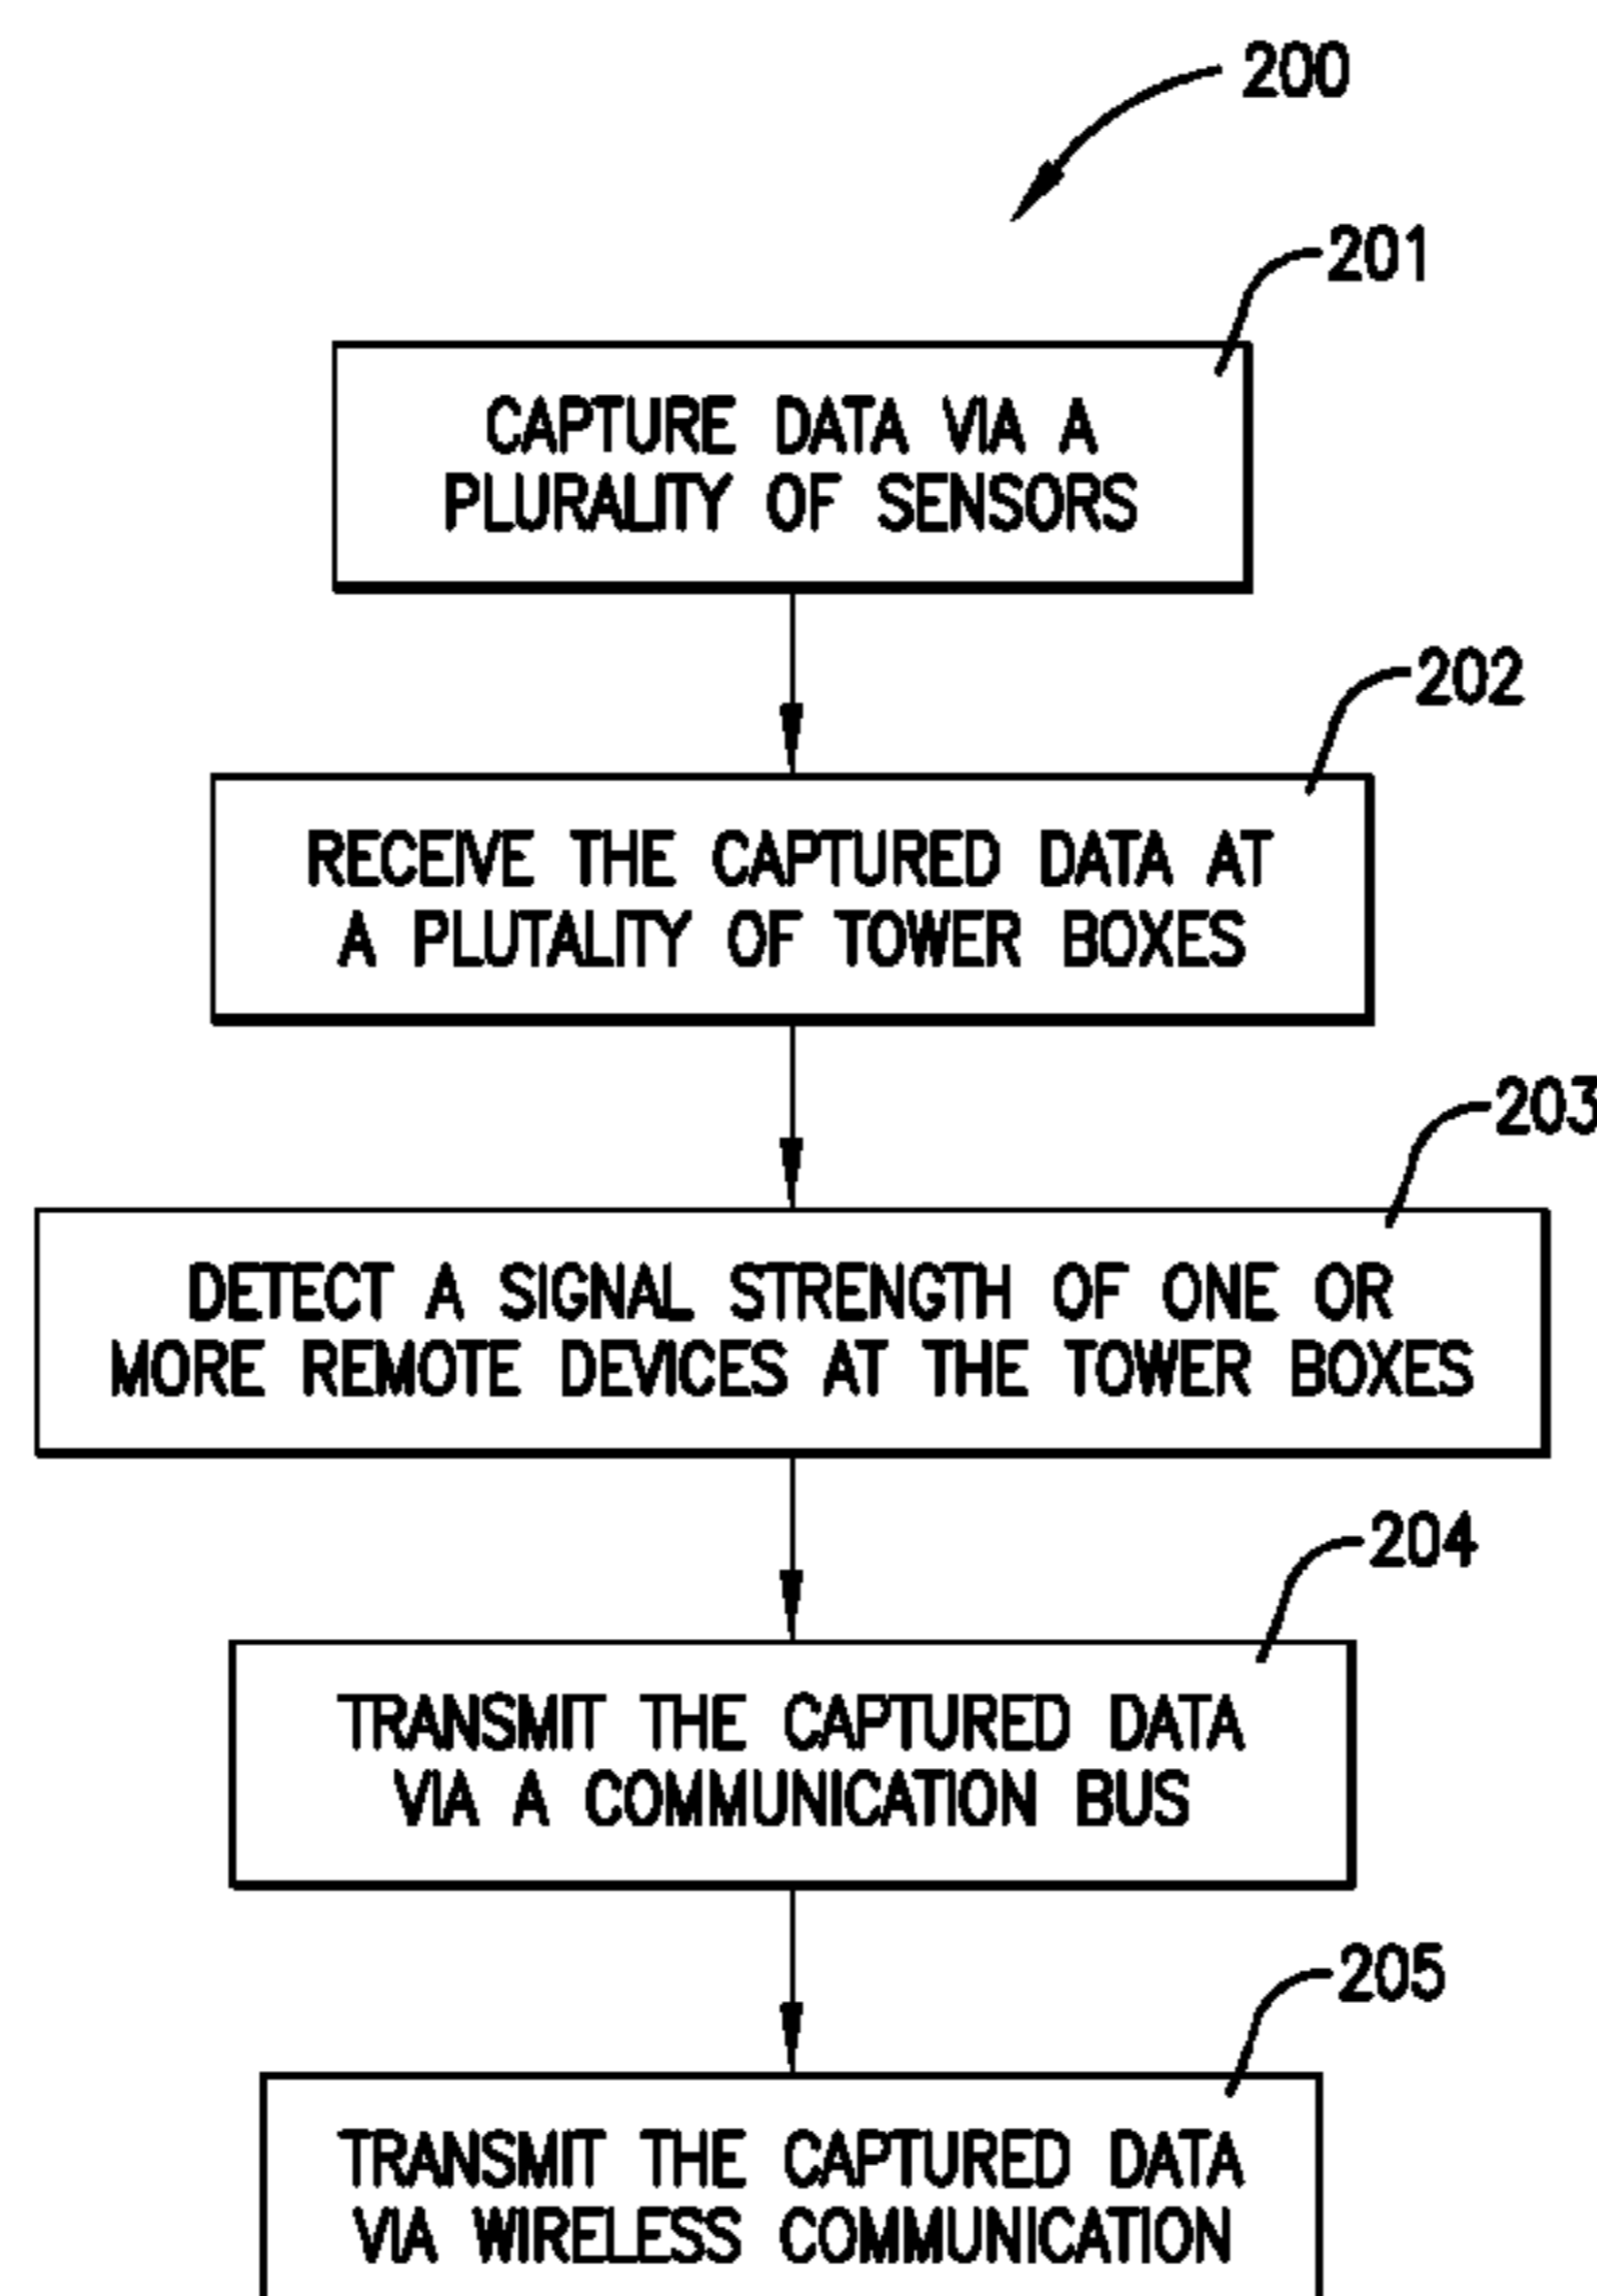 200
201
CAPTURE DATA VIA A
PLURALITY OF SENSORS
202
RECEIVE THE CAPTURED DATA AT
A PLUTALITY OF TOWER BOXES
203
DETECT A SIGNAL STRENGTH OF ONE OR
MORE REMOTE DEVICES AT THE TOWER BOXES
204
TRANSMIT THE CAPTURED DATA
VIA A COMMUNICATION BUS
205
TRANSMIT THE CAPTURED DATA
VIA WIRELESS COMMUNICATION